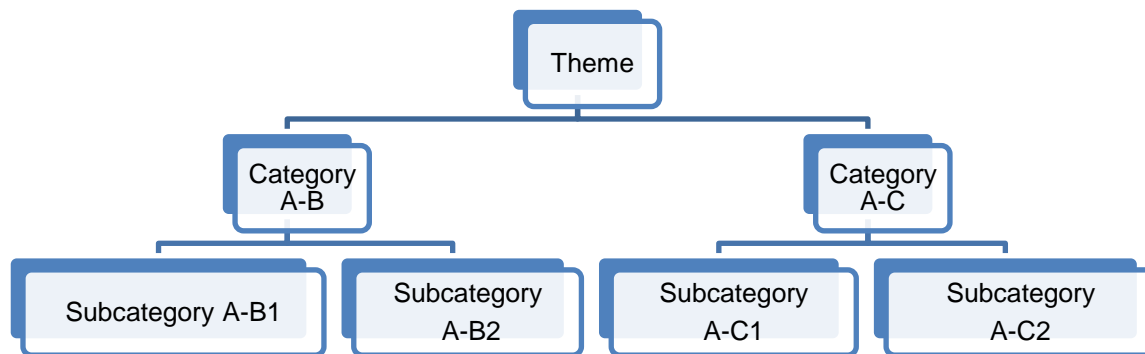 Theme
Category
A-B
Category
A-C
Subcategory A-B1
Subcategory
A-B2
Subcategory
A-C1
Subcategory
A-C2